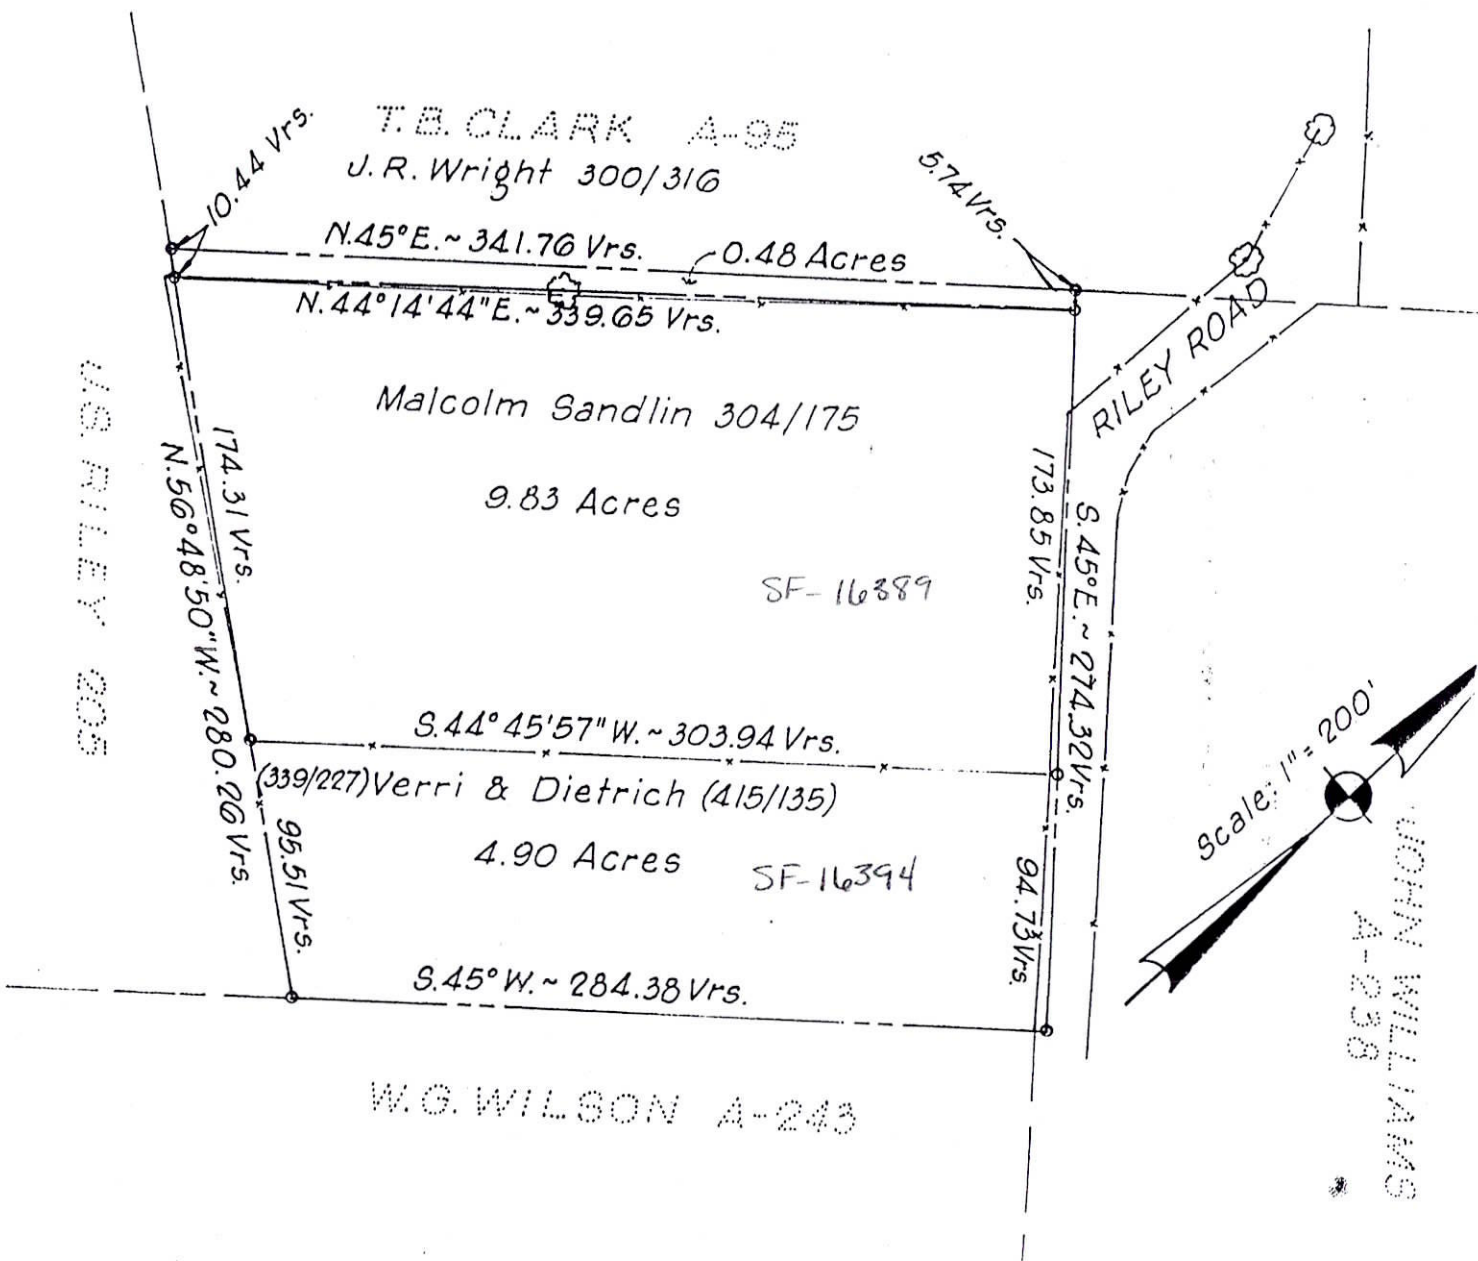 T.B. CLARK A-95
J.R. Wright 300/316
10.44 Vrs.
5.74 Vrs.
N.45°E.~341.76 Vrs.
0.48 Acres
N.44°14'44"E.~339.65 Vrs.
RILEY ROAD
Malcolm Sandlin 304/175
9.83 Acres
SF-16389
J.S. RILEY 205
174.31 Vrs.
N.56°48'50"W.~280.26 Vrs.
173.85 Vrs.
S.45°E.~274.32 Vrs.
S.44°45'57"W.~303.94 Vrs.
(339/227) Verri & Dietrich (415/135)
4.90 Acres
SF-16394
95.51 Vrs.
94.73 Vrs.
S.45°W.~284.38 Vrs.
Scale: 1"=200'
W.G. WILSON A-243
JOHN WILLIAMS
A-238